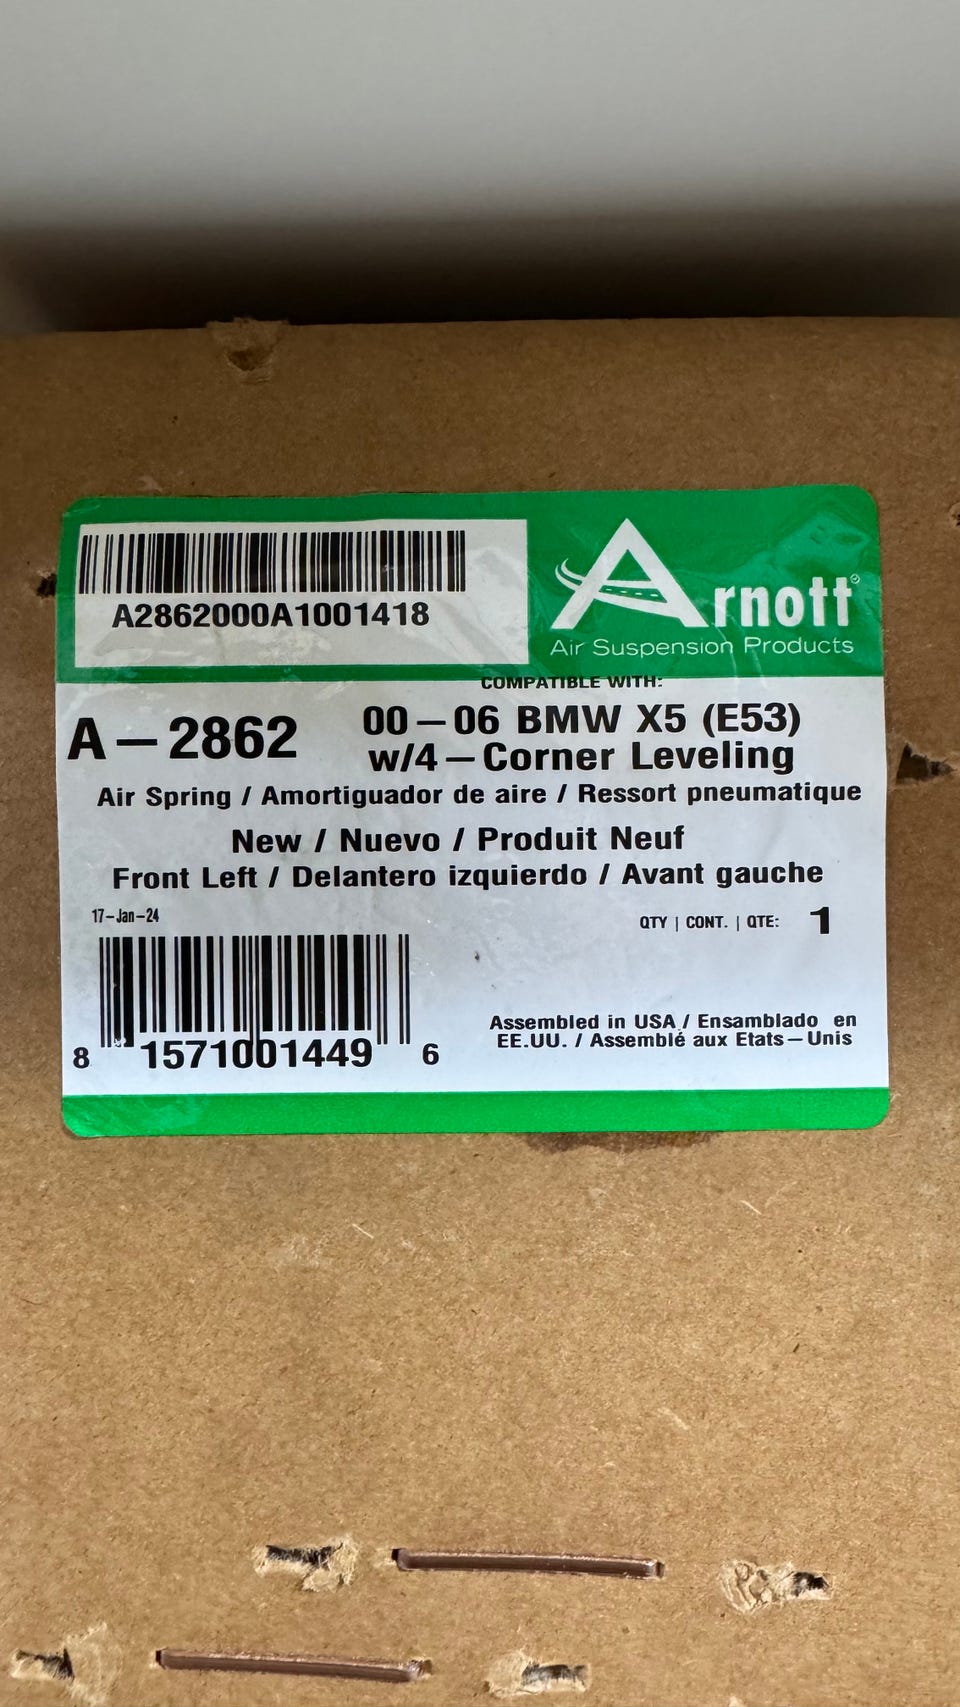 A2862000A1001418
Arnott®
Air Suspension Products
COMPATIBLE WITH:
A-2862
00-06 BMW X5 (E53)
w/4-Corner Leveling
Air Spring / Amortiguador de aire / Ressort pneumatique
New / Nuevo / Produit Neuf
Front Left / Delantero izquierdo / Avant gauche
17-Jan-24
QTY | CONT. | QTE: 1
8 1571001449 6
Assembled in USA / Ensamblado en
EE.UU. / Assemblé aux Etats-Unis